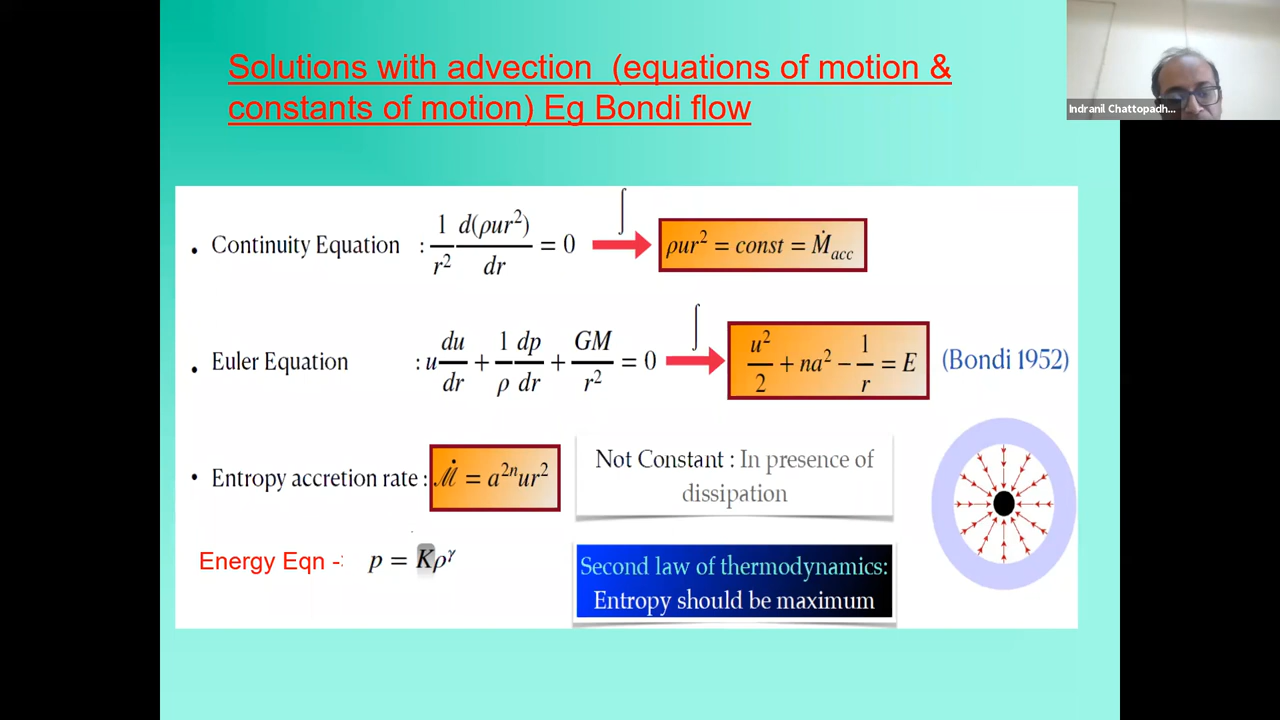 Solutions with advection (equations of motion &
constants of motion) Eg Bondi flow
Indranil Chattopadh...
• Continuity Equation : 1/r² d(ρur²)/dr = 0 ∫ ρur² = const = Ṁ_acc
• Euler Equation : u du/dr + 1/ρ dp/dr + GM/r² = 0 ∫ u²/2 + na² − 1/r = E (Bondi 1952)
• Entropy accretion rate : ℳ̇ = a²ⁿur²
Not Constant : In presence of
dissipation
Energy Eqn -: p = Kρ^γ
Second law of thermodynamics:
Entropy should be maximum